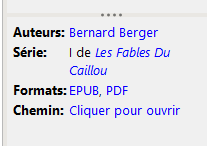 Auteurs: Bernard Berger
Série: I de Les Fables Du
Caillou
Formats: EPUB, PDF
Chemin: Cliquer pour ouvrir